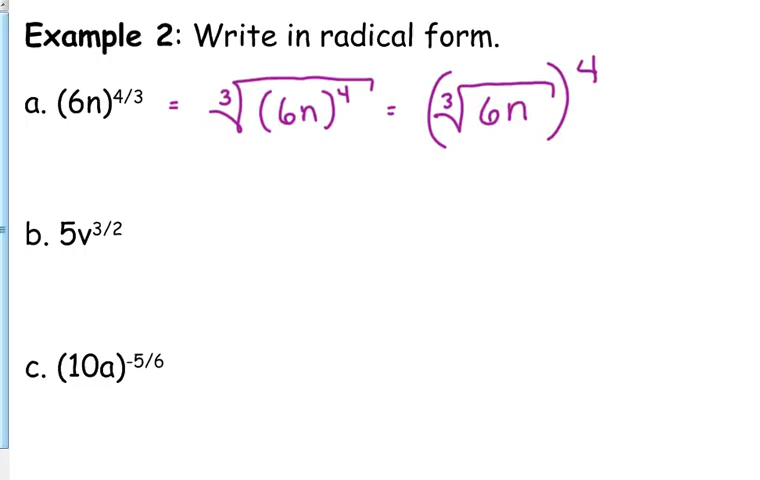 Example 2: Write in radical form.
a. (6n)^{4/3} = ∛(6n)^4 = (∛6n)^4
b. 5v^{3/2}
c. (10a)^{-5/6}